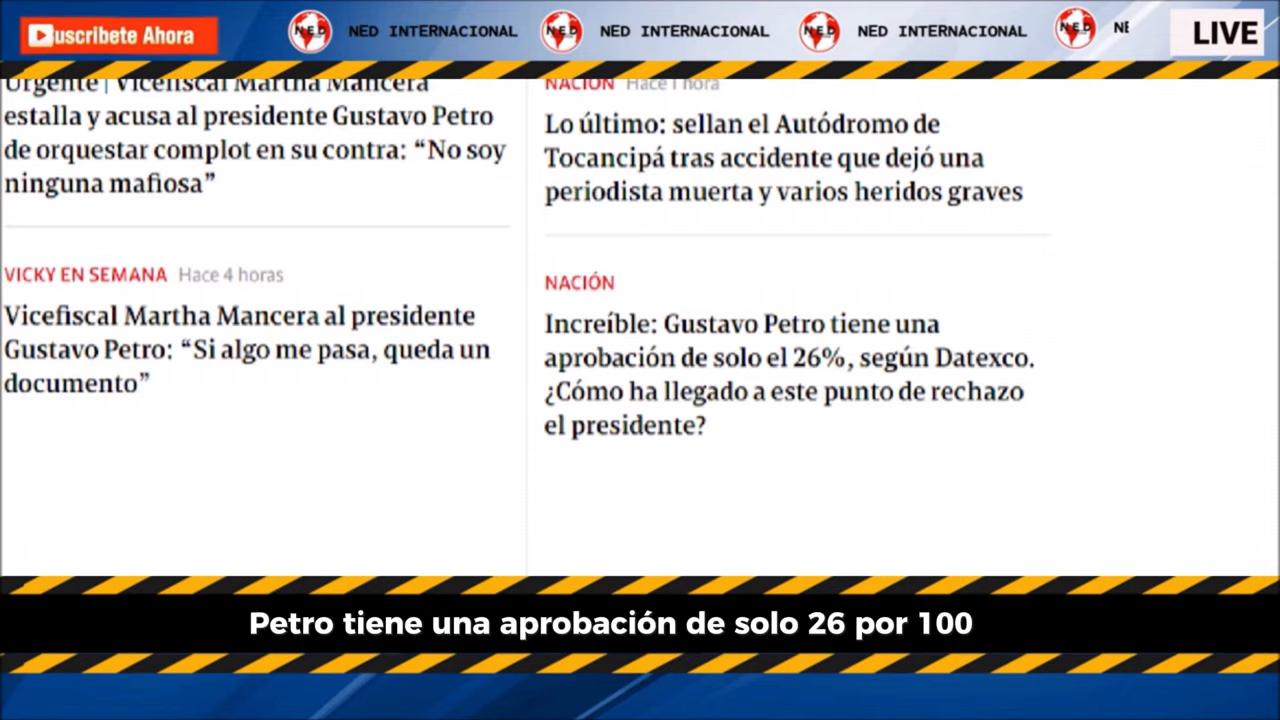 Suscribete Ahora
N.E.D NED INTERNACIONAL N.E.D NED INTERNACIONAL N.E.D NED INTERNACIONAL N.E.D NE
LIVE
Urgente | Vicefiscal Martha Mancera
estalla y acusa al presidente Gustavo Petro
de orquestar complot en su contra: “No soy
ninguna mafiosa”
VICKY EN SEMANA Hace 4 horas
Vicefiscal Martha Mancera al presidente
Gustavo Petro: “Si algo me pasa, queda un
documento”
NACIÓN Hace 1 hora
Lo último: sellan el Autódromo de
Tocancipá tras accidente que dejó una
periodista muerta y varios heridos graves
NACIÓN
Increíble: Gustavo Petro tiene una
aprobación de solo el 26%, según Datexco.
¿Cómo ha llegado a este punto de rechazo
el presidente?
Petro tiene una aprobación de solo 26 por 100